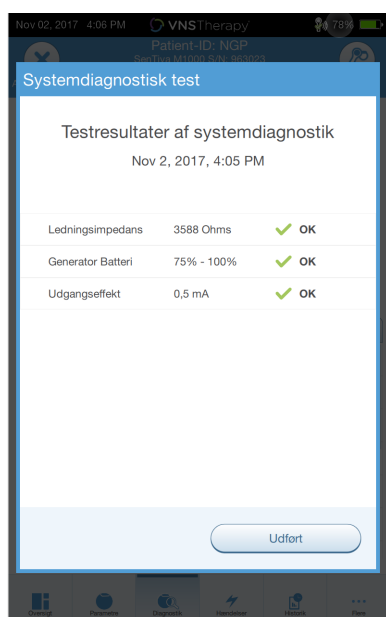 Nov 02, 2017 4:06 PM VNSTherapy 78%
Patient-ID: NGP
SenTiva M1000 S/N: 963023
Systemdiagnostisk test
Testresultater af systemdiagnostik
Nov 2, 2017, 4:05 PM
Ledningsimpedans 3588 Ohms OK
Generator Batteri 75% - 100% OK
Udgangseffekt 0,5 mA OK
Udført
Oversigt Parametre Diagnostik Hændelser Historik Flere